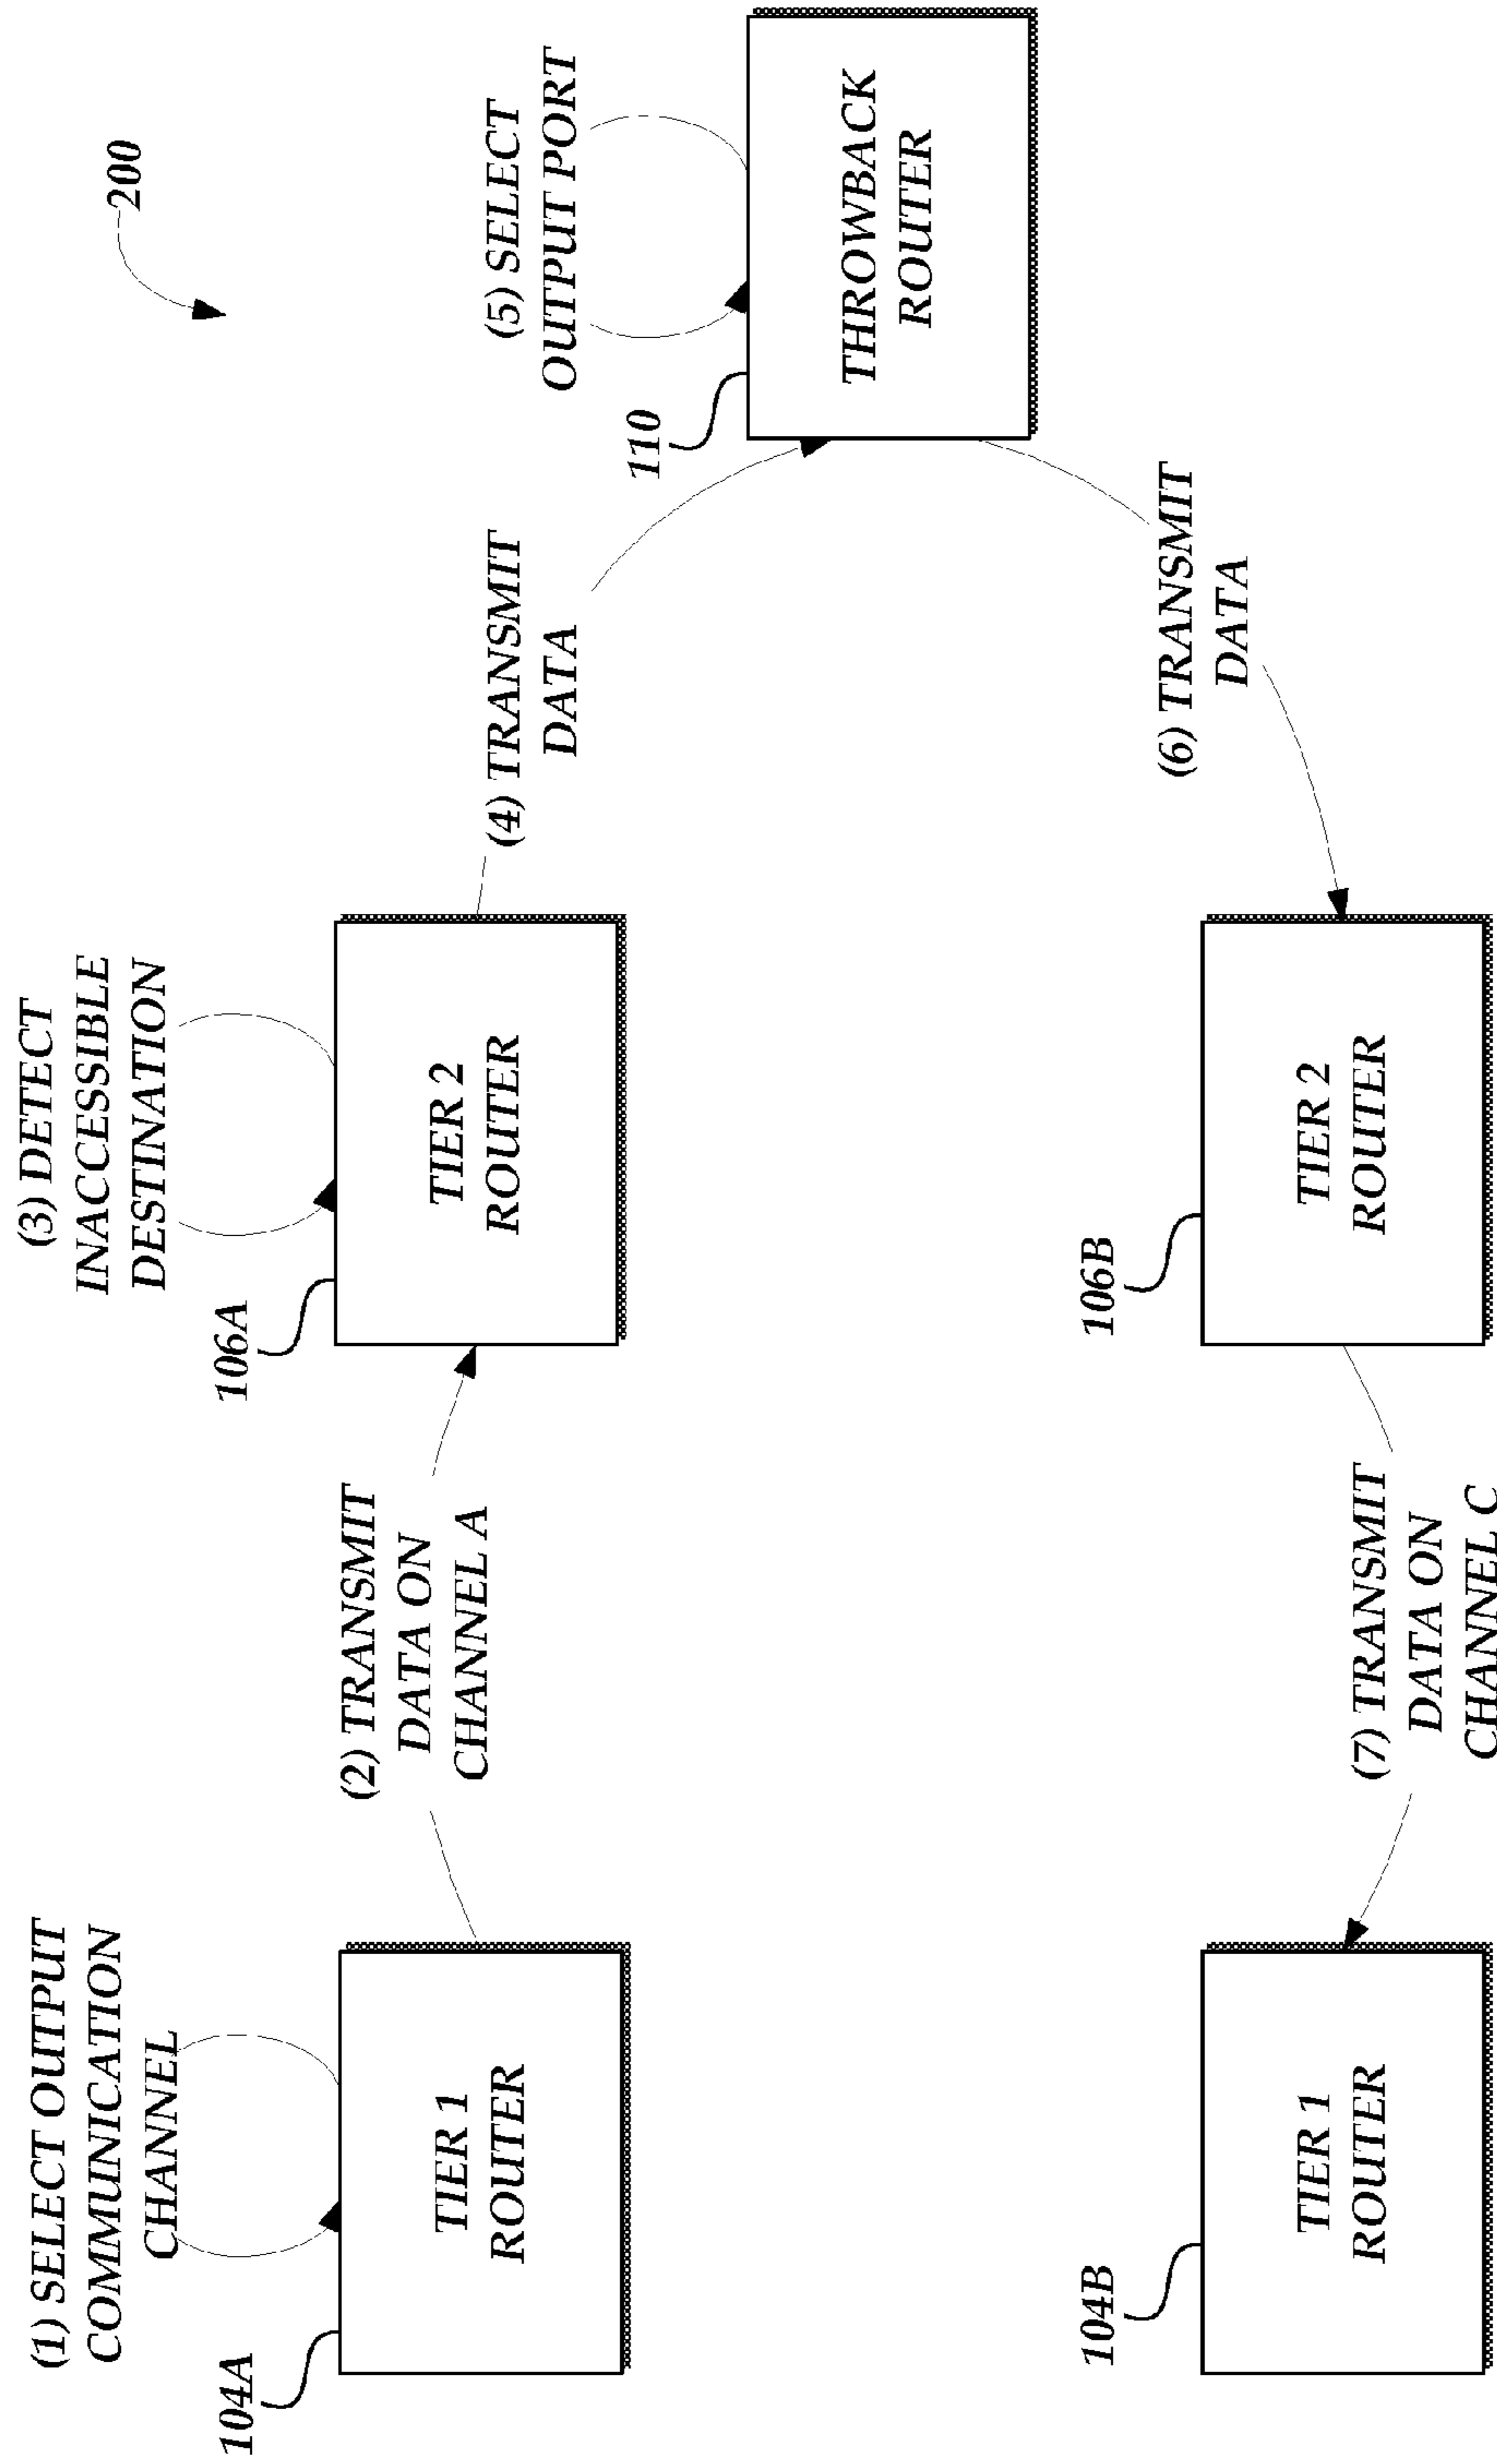 200
(1) SELECT OUTPUT
COMMUNICATION
CHANNEL
104A
TIER 1
ROUTER
(2) TRANSMIT
DATA ON
CHANNEL A
(3) DETECT
INACCESSIBLE
DESTINATION
106A
TIER 2
ROUTER
(4) TRANSMIT
DATA
(5) SELECT
OUTPUT PORT
110
THROWBACK
ROUTER
(6) TRANSMIT
DATA
106B
TIER 2
ROUTER
(7) TRANSMIT
DATA ON
CHANNEL C
104B
TIER 1
ROUTER